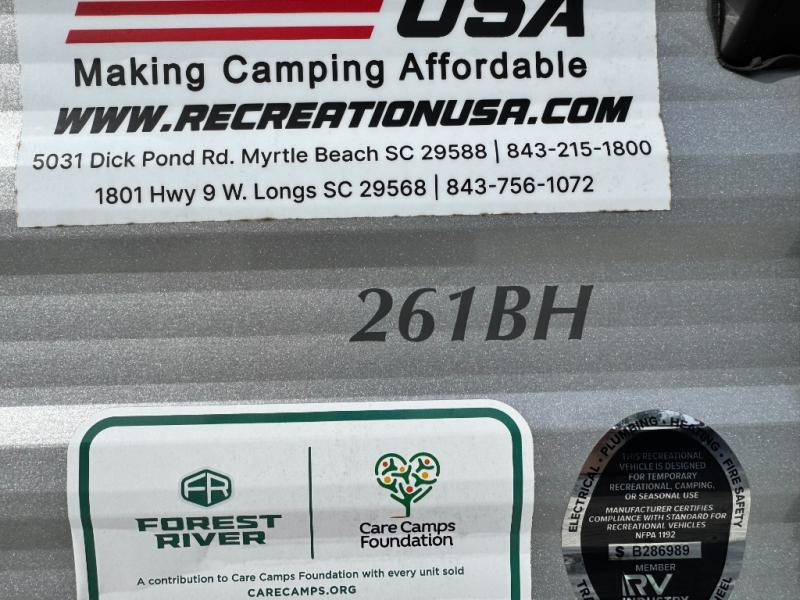 USA
Making Camping Affordable
WWW.RECREATIONUSA.COM
5031 Dick Pond Rd. Myrtle Beach SC 29588 | 843-215-1800
1801 Hwy 9 W. Longs SC 29568 | 843-756-1072
261BH
FR
FOREST
RIVER
Care Camps
Foundation
A contribution to Care Camps Foundation with every unit sold
CARECAMPS.ORG
ELECTRICAL • PLUMBING • HEATING • FIRE SAFETY
THIS RECREATIONAL
VEHICLE IS DESIGNED
FOR TEMPORARY
RECREATIONAL, CAMPING,
OR SEASONAL USE
MANUFACTURER CERTIFIES
COMPLIANCE WITH STANDARD FOR
RECREATIONAL VEHICLES
NFPA 1192
S B286989
MEMBER
RV
INDUSTRY